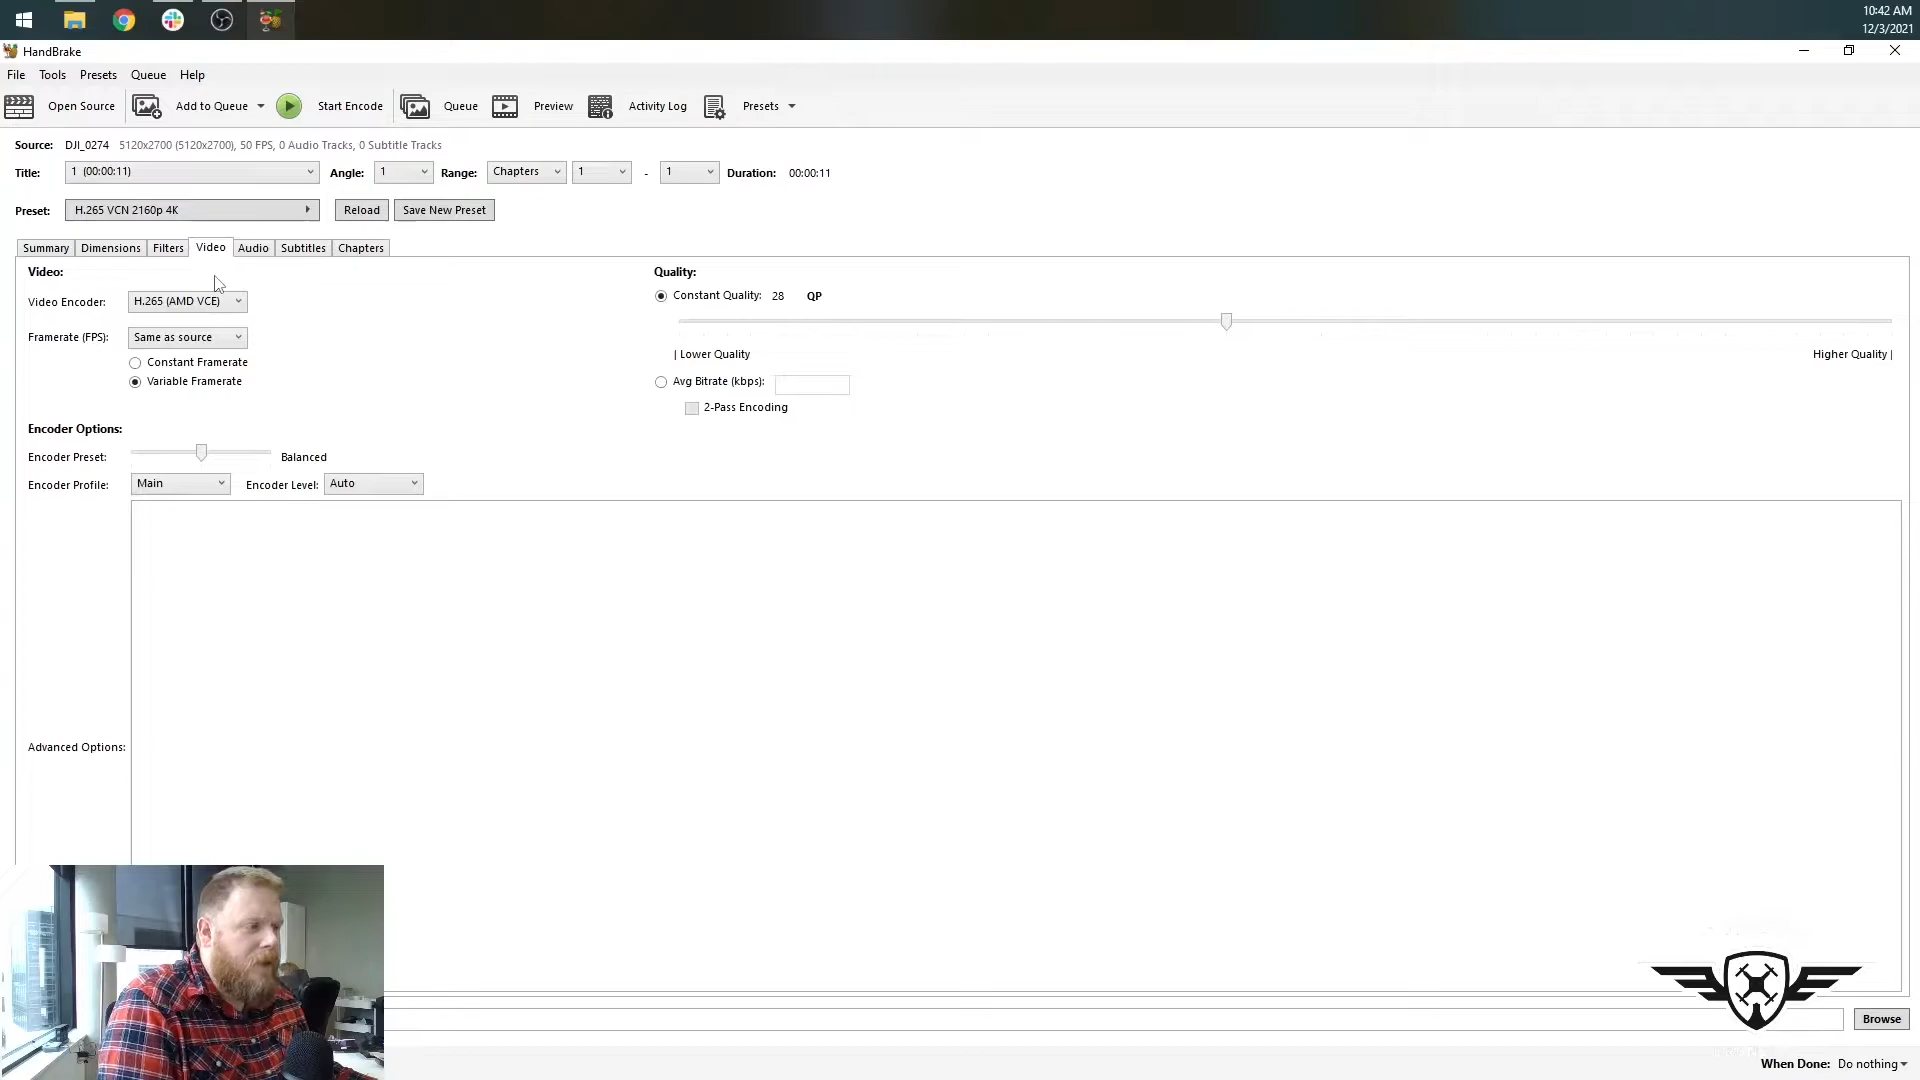 10:42 AM
12/3/2021
HandBrake
File Tools Presets Queue Help
Open Source Add to Queue Start Encode Queue Preview Activity Log Presets
Source: DJI_0274 5120x2700 (5120x2700), 50 FPS, 0 Audio Tracks, 0 Subtitle Tracks
Title: 1 (00:00:11) Angle: 1 Range: Chapters 1 - 1 Duration: 00:00:11
Preset: H.265 VCN 2160p 4K Reload Save New Preset
Summary Dimensions Filters Video Audio Subtitles Chapters
Video: Quality:
Video Encoder: H.265 (AMD VCE) Constant Quality: 28 QP
Framerate (FPS): Same as source
| Lower Quality Higher Quality |
Constant Framerate
Variable Framerate Avg Bitrate (kbps):
2-Pass Encoding
Encoder Options:
Encoder Preset: Balanced
Encoder Profile: Main Encoder Level: Auto
Advanced Options:
Browse
When Done: Do nothing